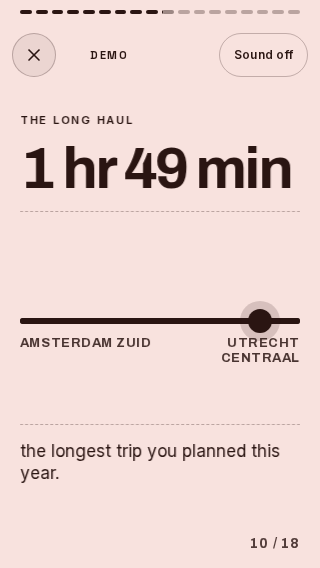 DEMO
Sound off
THE LONG HAUL
1 hr 49 min
AMSTERDAM ZUID
UTRECHT
CENTRAAL
the longest trip you planned this
year.
10 / 18